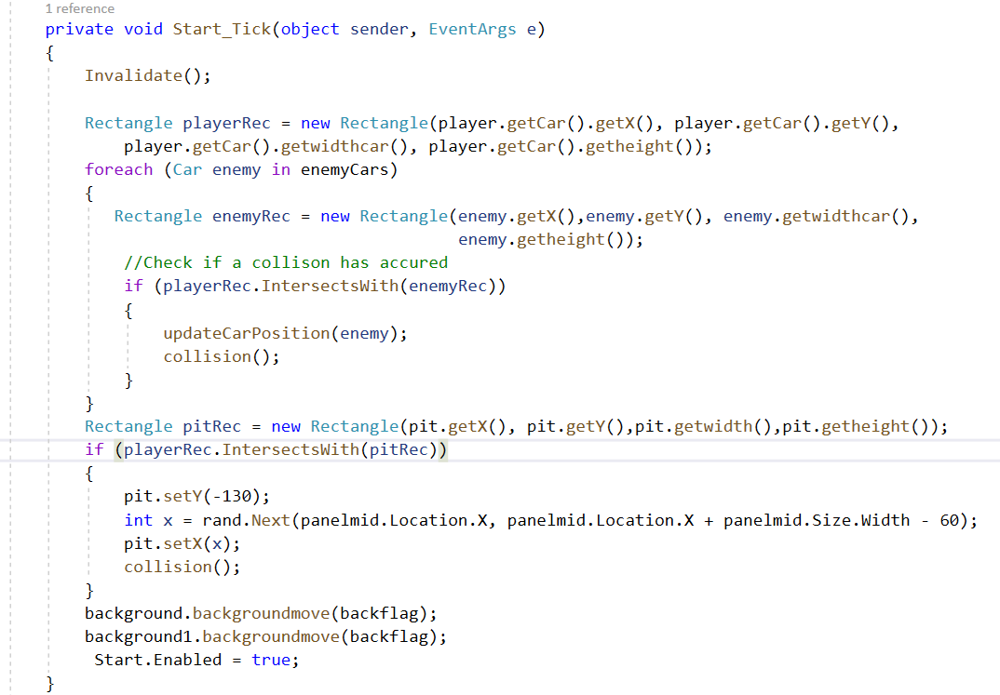 1 reference
private void Start_Tick(object sender, EventArgs e)
{
Invalidate();
Rectangle playerRec = new Rectangle(player.getCar().getX(), player.getCar().getY(),
player.getCar().getwidthcar(), player.getCar().getheight());
foreach (Car enemy in enemyCars)
{
Rectangle enemyRec = new Rectangle(enemy.getX(),enemy.getY(), enemy.getwidthcar(),
enemy.getheight());
//Check if a collison has accured
if (playerRec.IntersectsWith(enemyRec))
{
updateCarPosition(enemy);
collision();
}
}
Rectangle pitRec = new Rectangle(pit.getX(), pit.getY(),pit.getwidth(),pit.getheight());
if (playerRec.IntersectsWith(pitRec))
{
pit.setY(-130);
int x = rand.Next(panelmid.Location.X, panelmid.Location.X + panelmid.Size.Width - 60);
pit.setX(x);
collision();
}
background.backgroundmove(backflag);
background1.backgroundmove(backflag);
Start.Enabled = true;
}